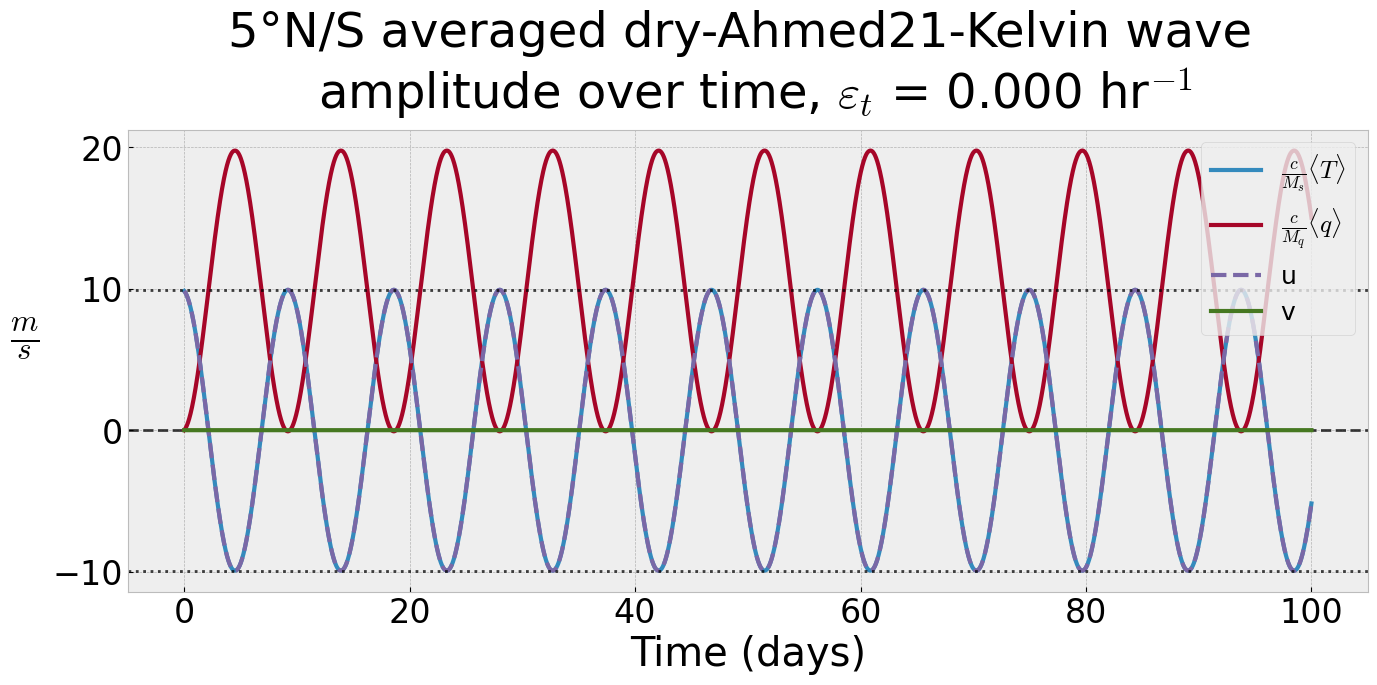 5°N/S averaged dry-Ahmed21-Kelvin wave
amplitude over time, εₜ = 0.000 hr⁻¹
20
10
0
−10
m/s
c/Mₛ⟨T⟩
c/M_q⟨q⟩
u
v
0 20 40 60 80 100
Time (days)